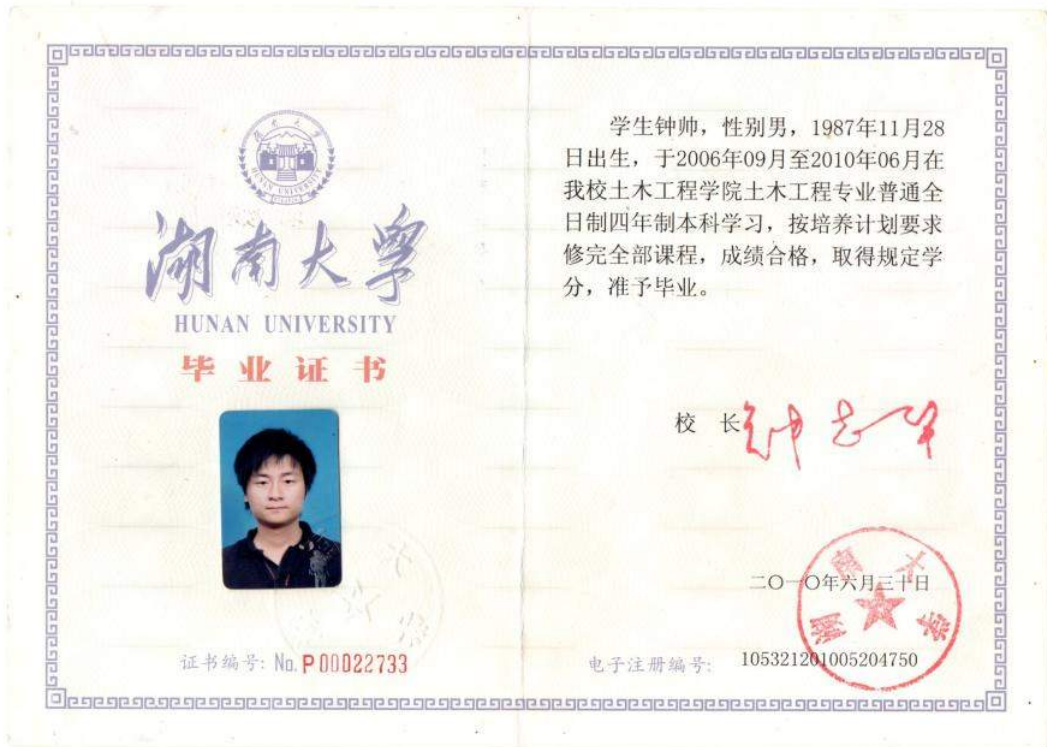 湖南大学
HUNAN UNIVERSITY
毕业证书
证书编号: No. P 00022733
学生钟帅，性别男，1987年11月28
日出生，于2006年09月至2010年06月在
我校土木工程学院土木工程专业普通全
日制四年制本科学习，按培养计划要求
修完全部课程，成绩合格，取得规定学
分，准予毕业。
校 长
二〇一〇年六月三十日
湖南大学
电子注册编号: 105321201005204750